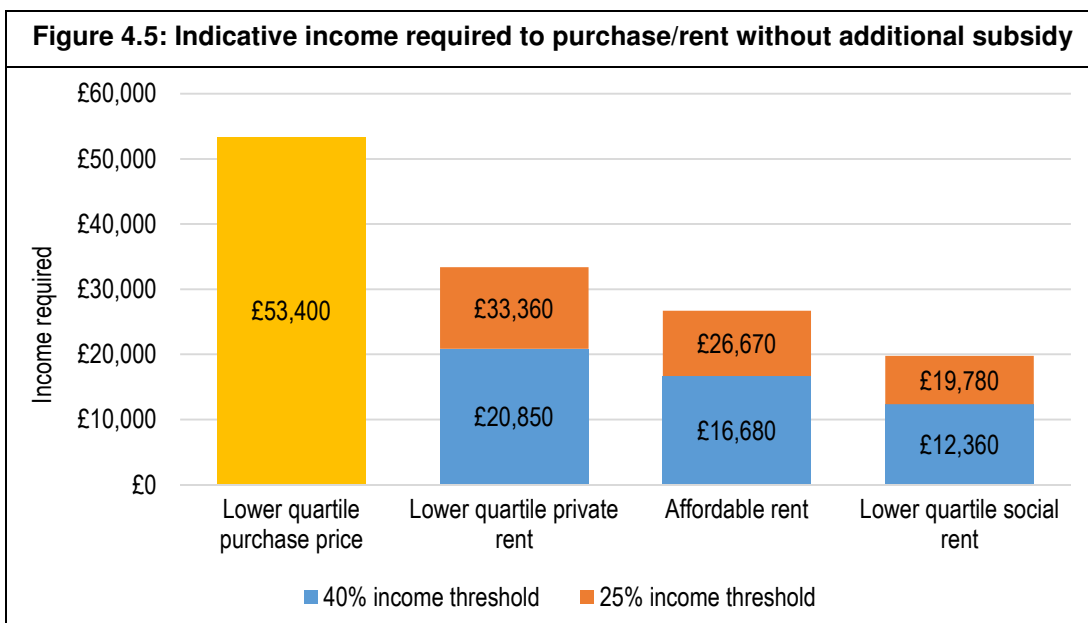 Figure 4.5: Indicative income required to purchase/rent without additional subsidy
£60,000
£50,000
£40,000
£30,000
£20,000
£10,000
£0
Income required
£53,400
£33,360
£20,850
£26,670
£16,680
£19,780
£12,360
Lower quartile
purchase price
Lower quartile private
rent
Affordable rent
Lower quartile social
rent
40% income threshold
25% income threshold